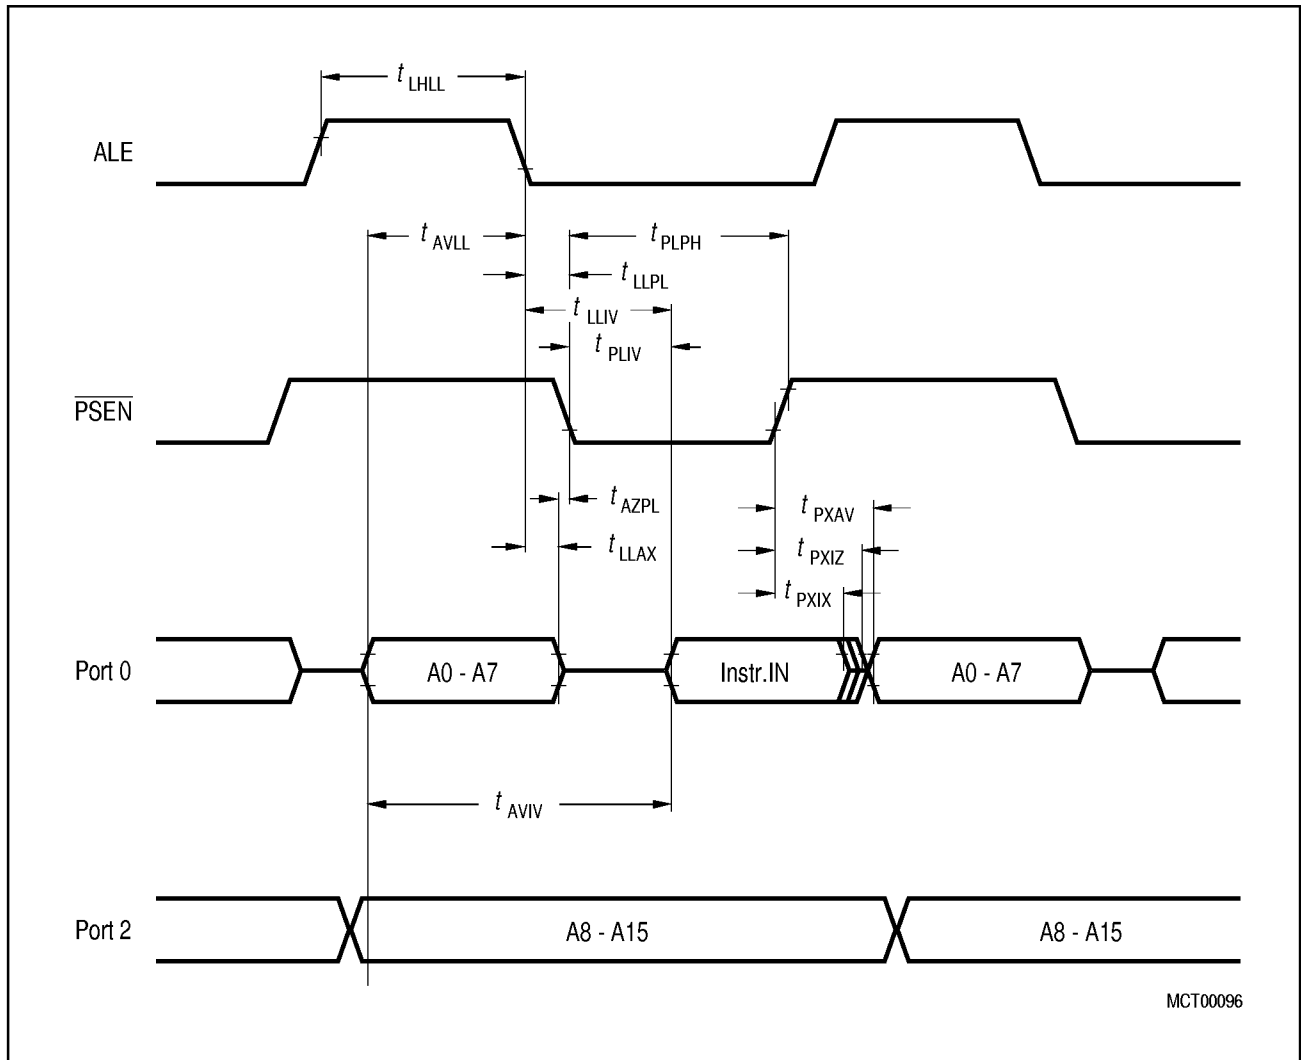 t LHLL
ALE
t AVLL
t PLPH
t LLPL
t LLIV
t PLIV
PSEN
t AZPL
t PXAV
t LLAX
t PXIZ
t PXIX
Port 0
A0 - A7
Instr.IN
A0 - A7
t AVIV
Port 2
A8 - A15
A8 - A15
MCT00096